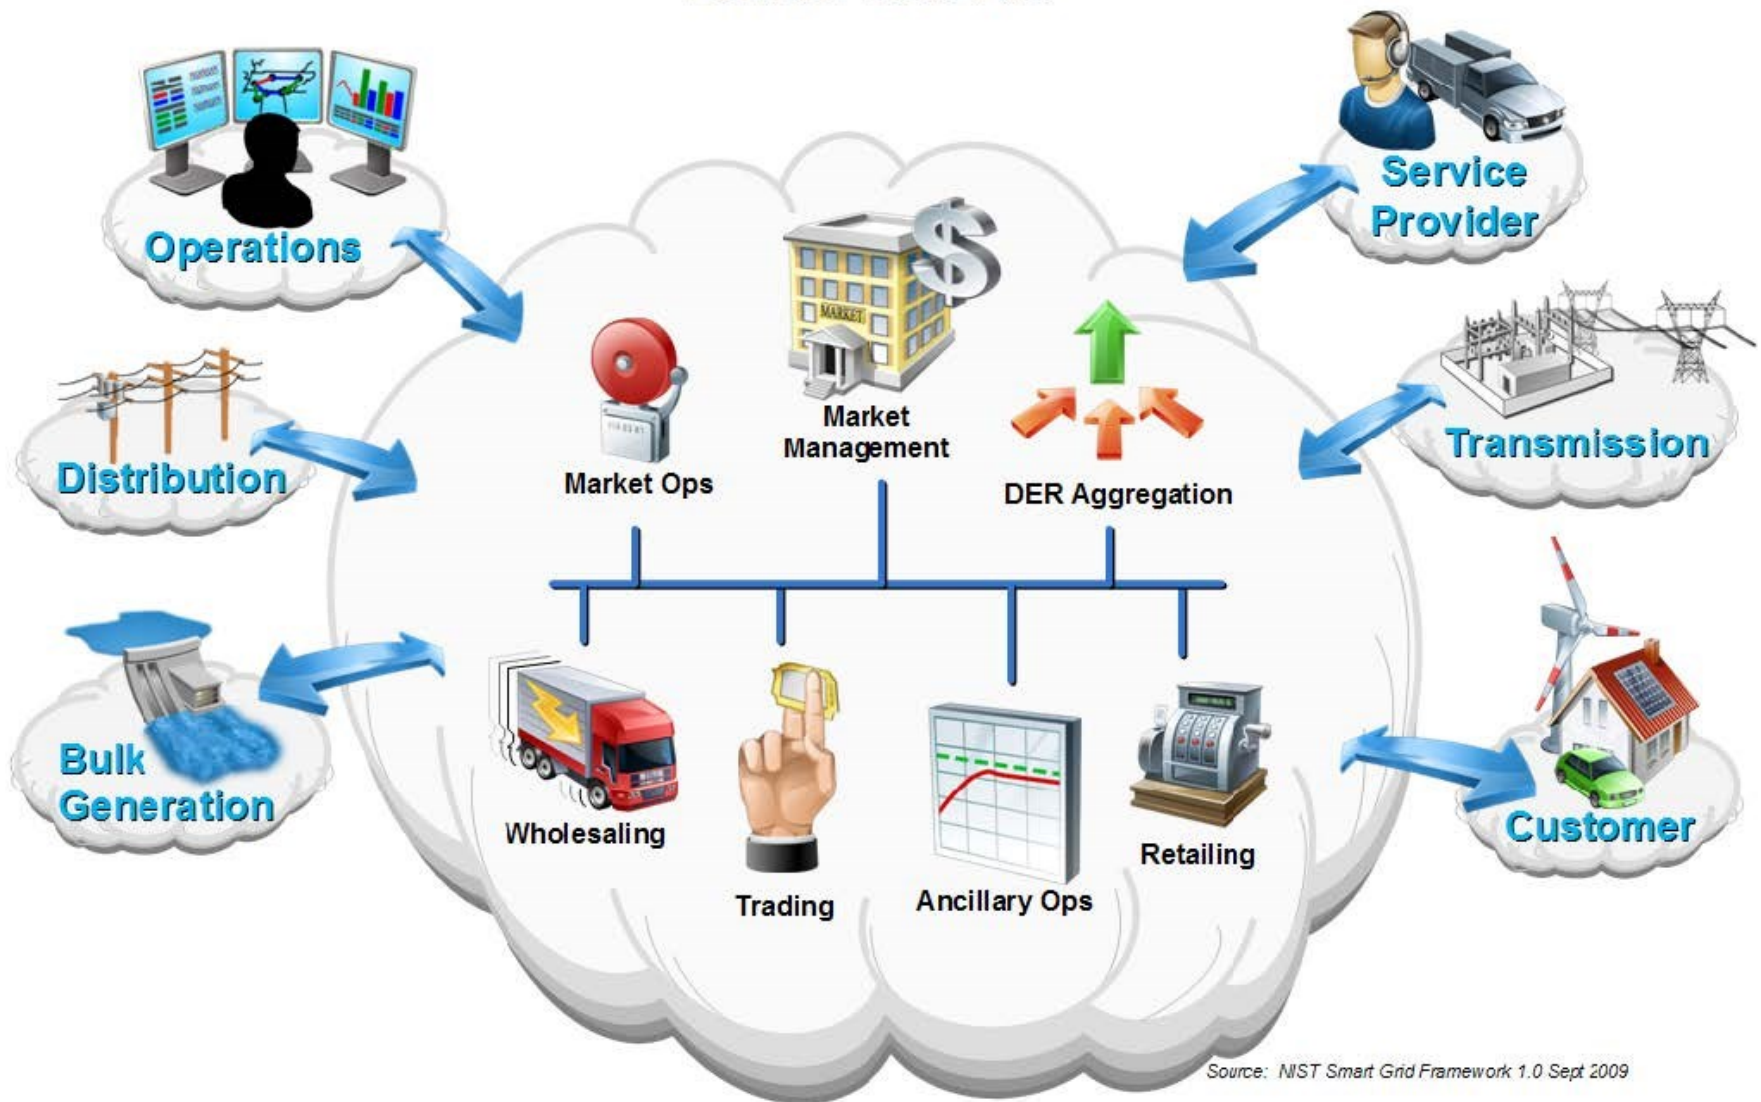 Operations
Service
Provider
MARKET
Market
Management
Market Ops
DER Aggregation
Distribution
Transmission
Bulk
Generation
Wholesaling
Trading
Ancillary Ops
Retailing
Customer
Source: NIST Smart Grid Framework 1.0 Sept 2009